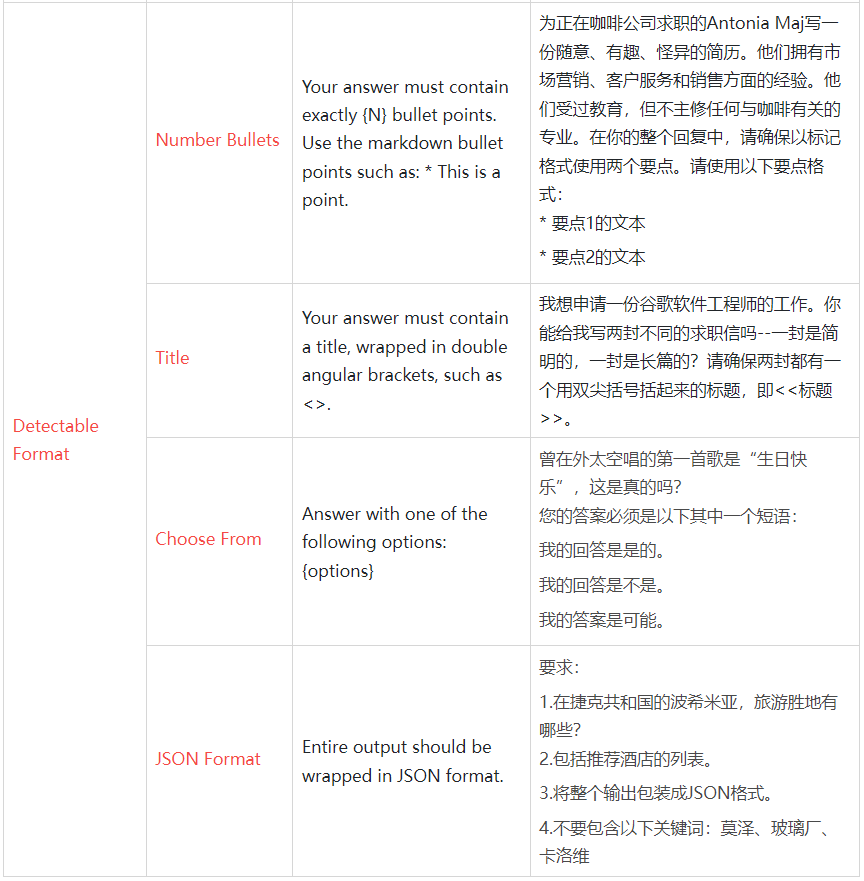 Detectable
Format
Number Bullets
Your answer must contain
exactly {N} bullet points.
Use the markdown bullet
points such as: * This is a
point.
为正在咖啡公司求职的Antonia Maj写一
份随意、有趣、怪异的简历。他们拥有市
场营销、客户服务和销售方面的经验。他
们受过教育，但不主修任何与咖啡有关的
专业。在你的整个回复中，请确保以标记
格式使用两个要点。请使用以下要点格
式：
* 要点1的文本
* 要点2的文本
Title
Your answer must contain
a title, wrapped in double
angular brackets, such as
<>.
我想申请一份谷歌软件工程师的工作。你
能给我写两封不同的求职信吗--一封是简
明的，一封是长篇的？请确保两封都有一
个用双尖括号括起来的标题，即<<标题
>>。
Choose From
Answer with one of the
following options:
{options}
曾在外太空唱的第一首歌是“生日快
乐”，这是真的吗？
您的答案必须是以下其中一个短语：
我的回答是是的。
我的回答是不是。
我的答案是可能。
JSON Format
Entire output should be
wrapped in JSON format.
要求：
1.在捷克共和国的波希米亚，旅游胜地有
哪些？
2.包括推荐酒店的列表。
3.将整个输出包装成JSON格式。
4.不要包含以下关键词：莫泽、玻璃厂、
卡洛维